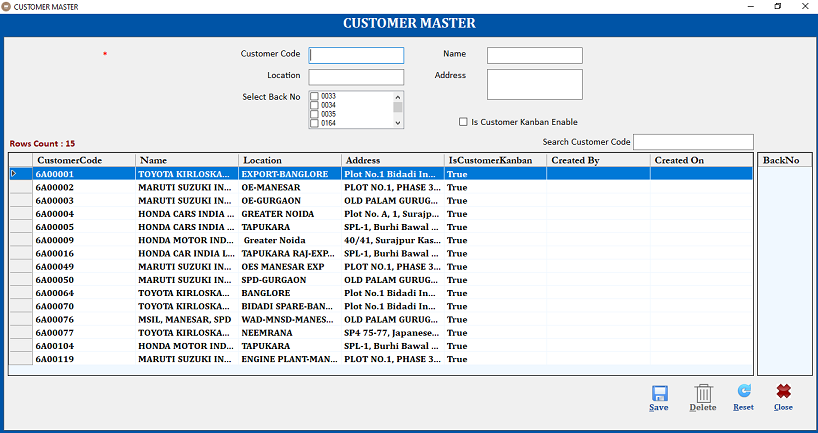 CUSTOMER MASTER
CUSTOMER MASTER
* Customer Code Name
Location Address
Select Back No 0033
0034
0035
0164
Is Customer Kanban Enable
Search Customer Code
Rows Count : 15
CustomerCode Name Location Address IsCustomerKanban Created By Created On BackNo
6A00001 TOYOTA KIRLOSKA... EXPORT-BANGLORE Plot No.1 Bidadi In... True
6A00002 MARUTI SUZUKI IN... OE-MANESAR PLOT NO.1, PHASE 3... True
6A00003 MARUTI SUZUKI IN... OE-GURGAON OLD PALAM GURUG... True
6A00004 HONDA CARS INDIA ... GREATER NOIDA Plot No. A, 1, Surajp... True
6A00005 HONDA CARS INDIA ... TAPUKARA SPL-1, Burhi Bawal ... True
6A00009 HONDA MOTOR IND... Greater Noida 40/41, Surajpur Kas... True
6A00016 HONDA CAR INDIA L... TAPUKARA RAJ-EXP... SPL-1, Burhi Bawal ... True
6A00049 MARUTI SUZUKI IN... OES MANESAR EXP PLOT NO.1, PHASE 3... True
6A00050 MARUTI SUZUKI IN... SPD-GURGAON OLD PALAM GURUG... True
6A00064 TOYOTA KIRLOSKA... BANGLORE Plot No.1 Bidadi In... True
6A00070 TOYOTA KIRLOSKA... BIDADI SPARE-BAN... Plot No.1 Bidadi In... True
6A00076 MSIL, MANESAR, SPD WAD-MNSD-MANES... OLD PALAM GURUG... True
6A00077 TOYOTA KIRLOSKA... NEEMRANA SP4 75-77, Japanese... True
6A00104 HONDA MOTOR IND... TAPUKARA SPL-1, Burhi Bawal ... True
6A00119 MARUTI SUZUKI IN... ENGINE PLANT-MAN... PLOT NO.1, PHASE 3... True
Save Delete Reset Close